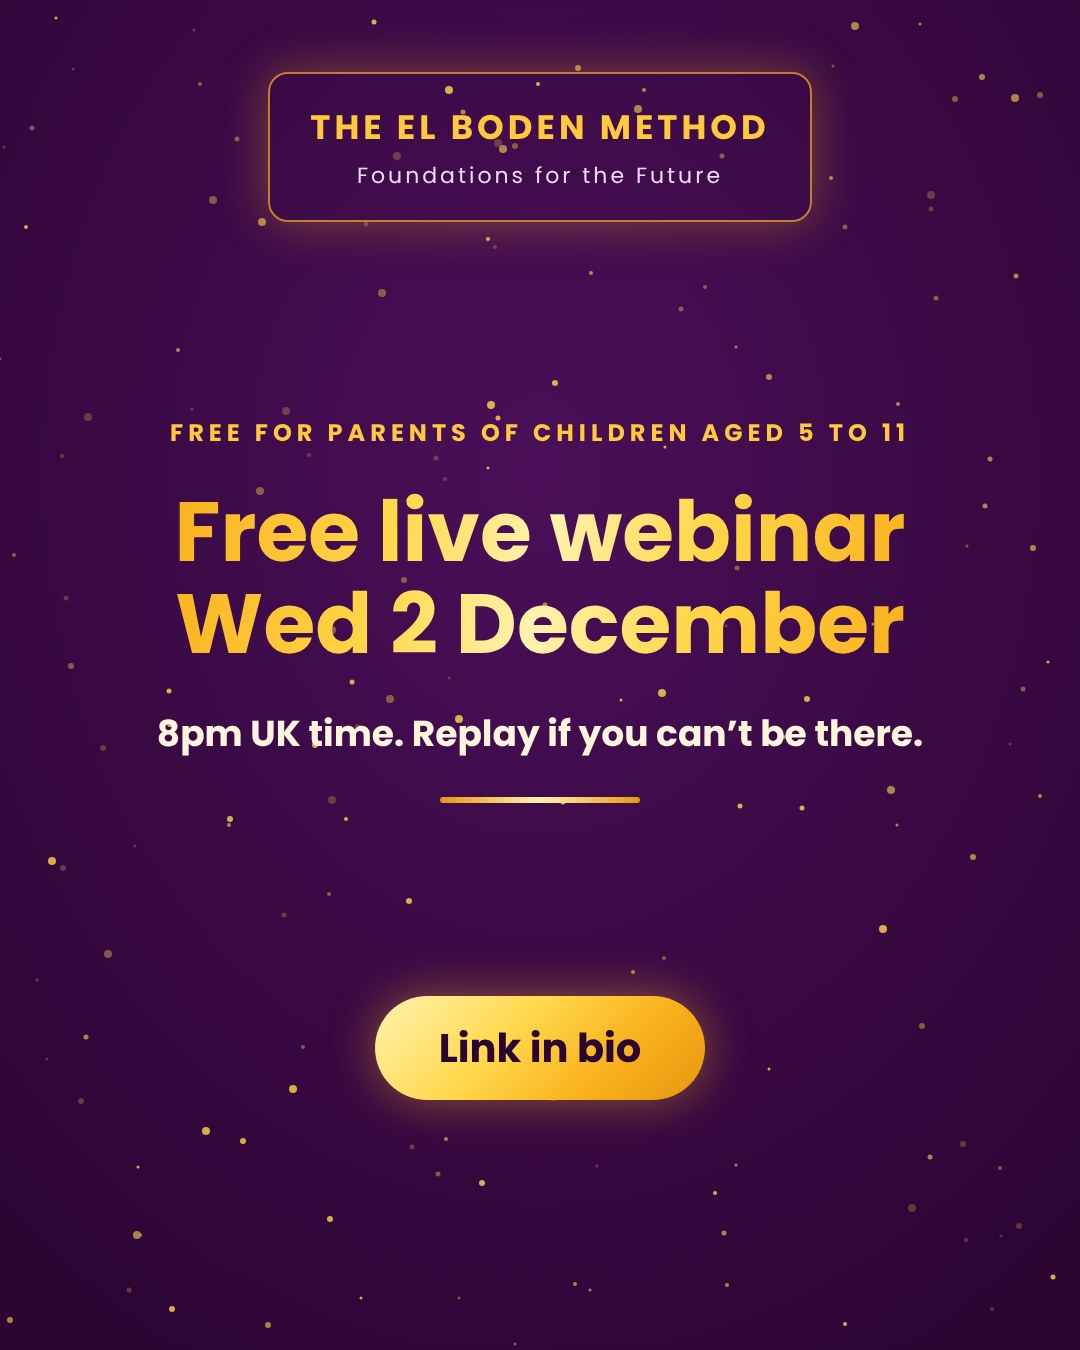 THE EL BODEN METHOD
Foundations for the Future
FREE FOR PARENTS OF CHILDREN AGED 5 TO 11
Free live webinar
Wed 2 December
8pm UK time. Replay if you can’t be there.
Link in bio